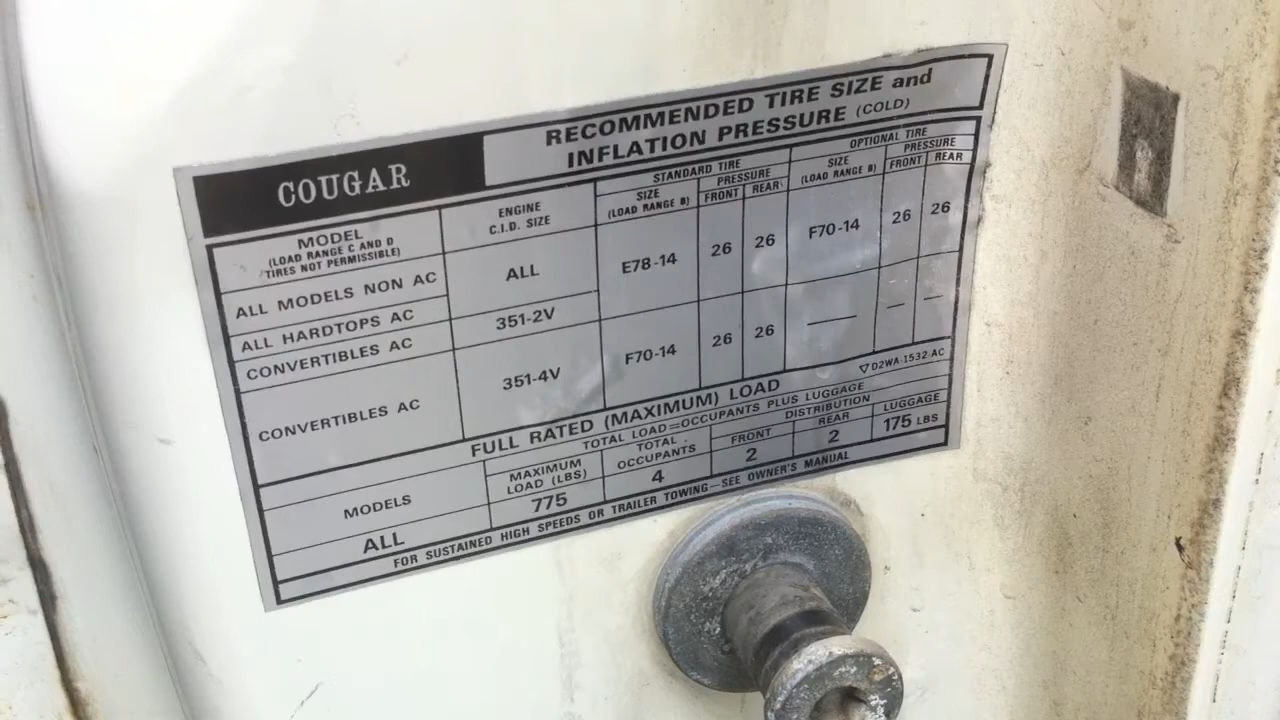 COUGAR
RECOMMENDED TIRE SIZE and
INFLATION PRESSURE (COLD)
MODEL
(LOAD RANGE C AND D
TIRES NOT PERMISSIBLE)
ENGINE
C.I.D. SIZE
STANDARD TIRE
SIZE
(LOAD RANGE B)
PRESSURE
FRONT REAR
OPTIONAL TIRE
SIZE
(LOAD RANGE B)
PRESSURE
FRONT REAR
ALL MODELS NON AC
ALL
E78-14 26 26 F70-14 26 26
ALL HARDTOPS AC
CONVERTIBLES AC 351-2V
CONVERTIBLES AC 351-4V F70-14 26 26 — — —
▽D2WA-1532-AC
FULL RATED (MAXIMUM) LOAD
TOTAL LOAD=OCCUPANTS PLUS LUGGAGE
MODELS
MAXIMUM
LOAD (LBS)
TOTAL
OCCUPANTS
DISTRIBUTION
FRONT REAR LUGGAGE
ALL 775 4 2 2 175 LBS
FOR SUSTAINED HIGH SPEEDS OR TRAILER TOWING—SEE OWNER'S MANUAL